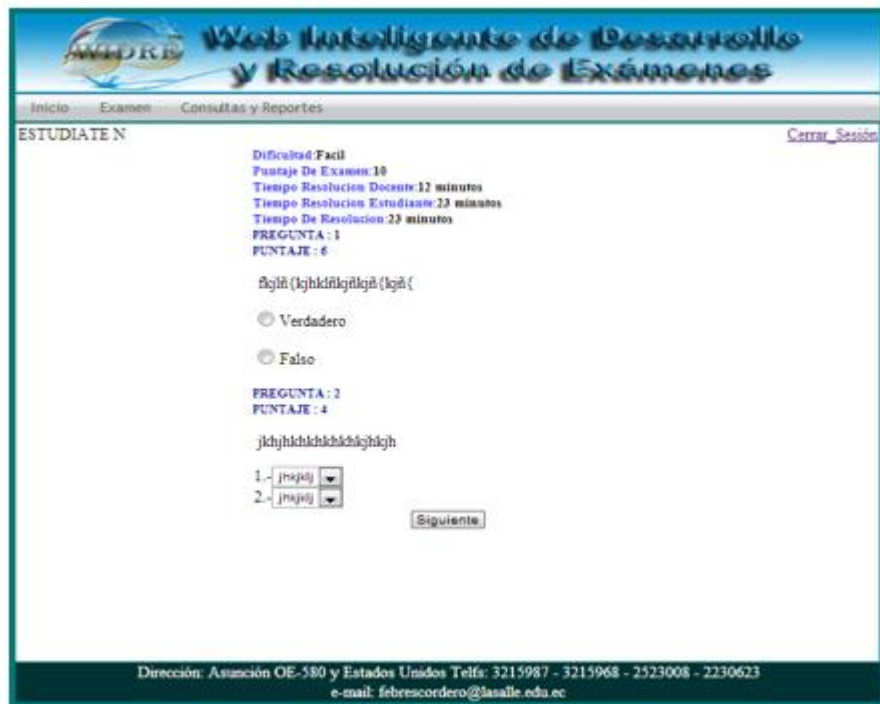 WIDRE Web Inteligente de Desarrollo
y Resolución de Exámenes
Inicio Examen Consultas y Reportes
ESTUDIATE N Cerrar_Sesión
Dificultad:Facil
Puntaje De Examen:10
Tiempo Resolucion Docente:12 minutos
Tiempo Resolucion Estudiante:23 minutos
Tiempo De Resolucion:23 minutos
PREGUNTA : 1
PUNTAJE : 6
Verdadero
Falso
PREGUNTA : 2
PUNTAJE : 4
1.-
2.-
Siguiente
Dirección: Asunción OE-580 y Estados Unidos Telfs: 3215987 - 3215968 - 2523008 - 2230623
e-mail: febrescordero@lasalle.edu.ec